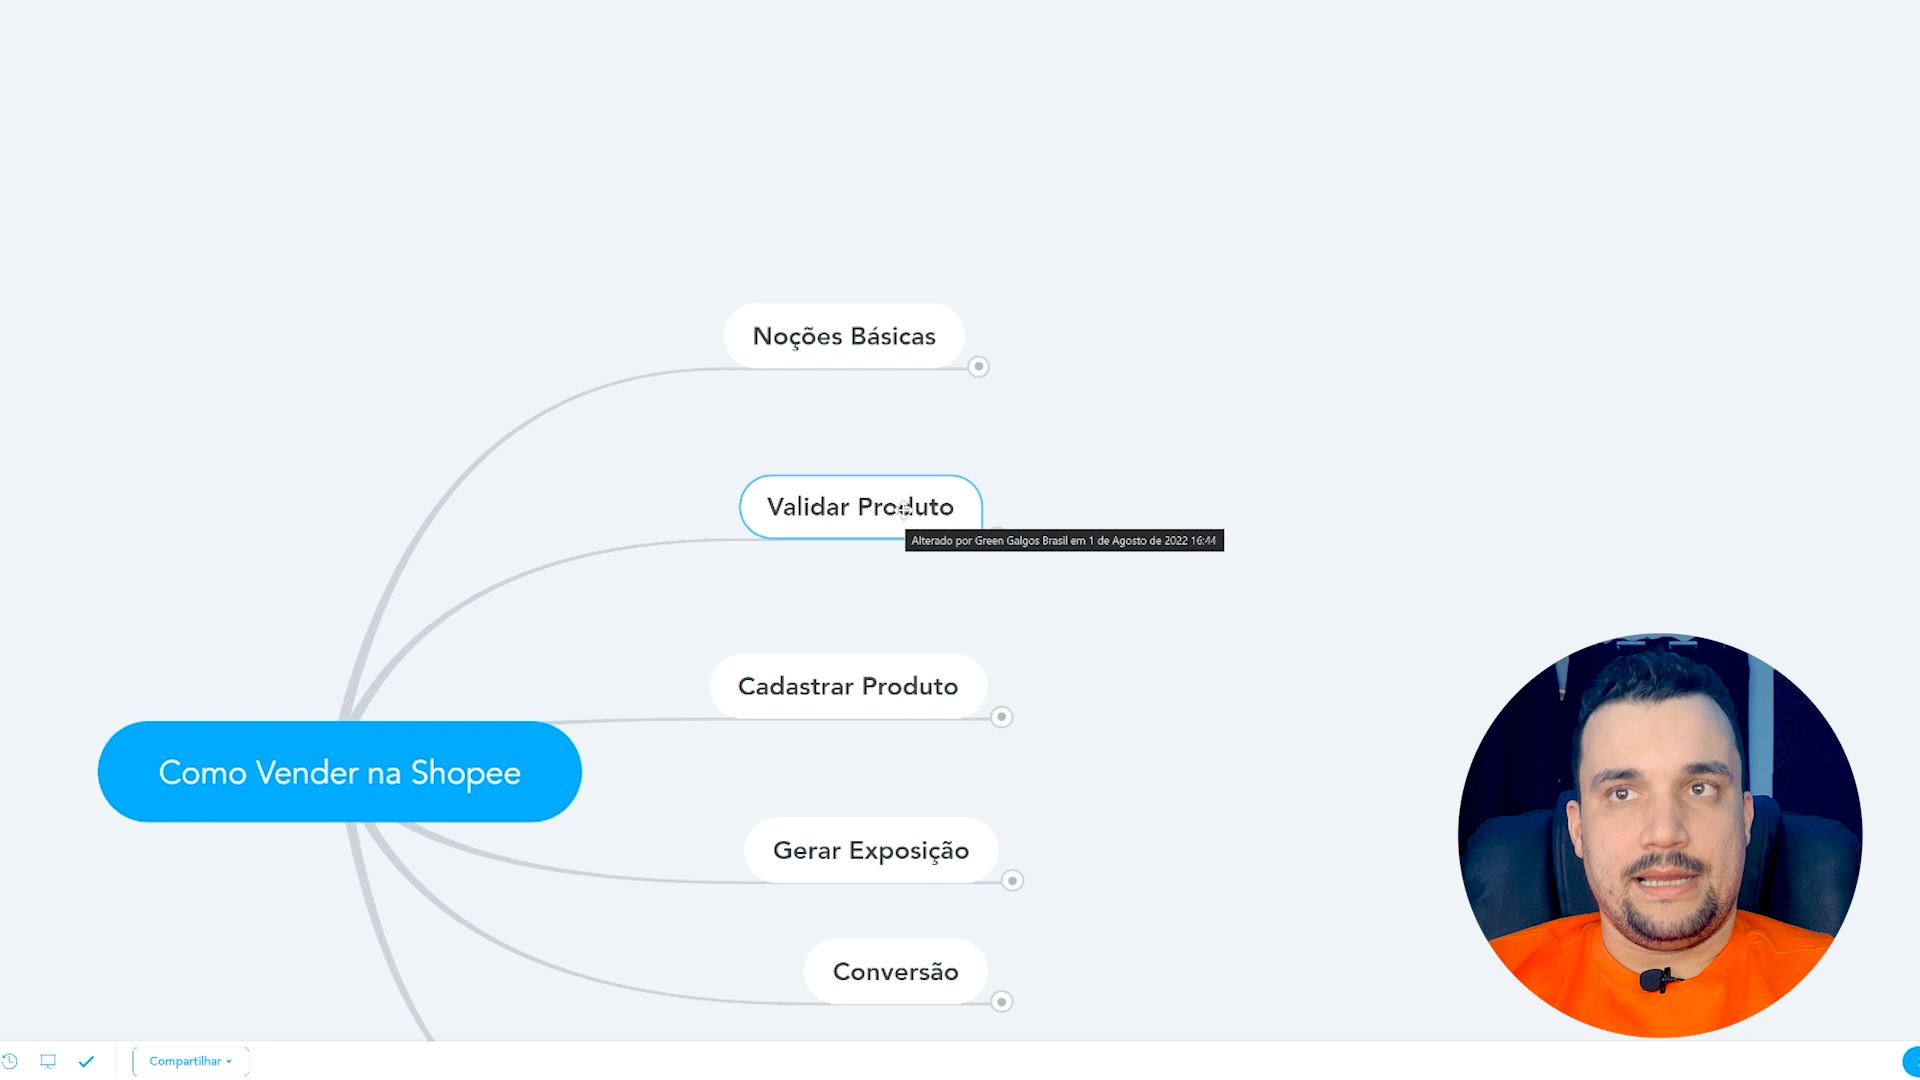 Noções Básicas
Validar Produto
Alterado por Green Galgos Brasil em 1 de Agosto de 2022 16:44
Cadastrar Produto
Como Vender na Shopee
Gerar Exposição
Conversão
Compartilhar